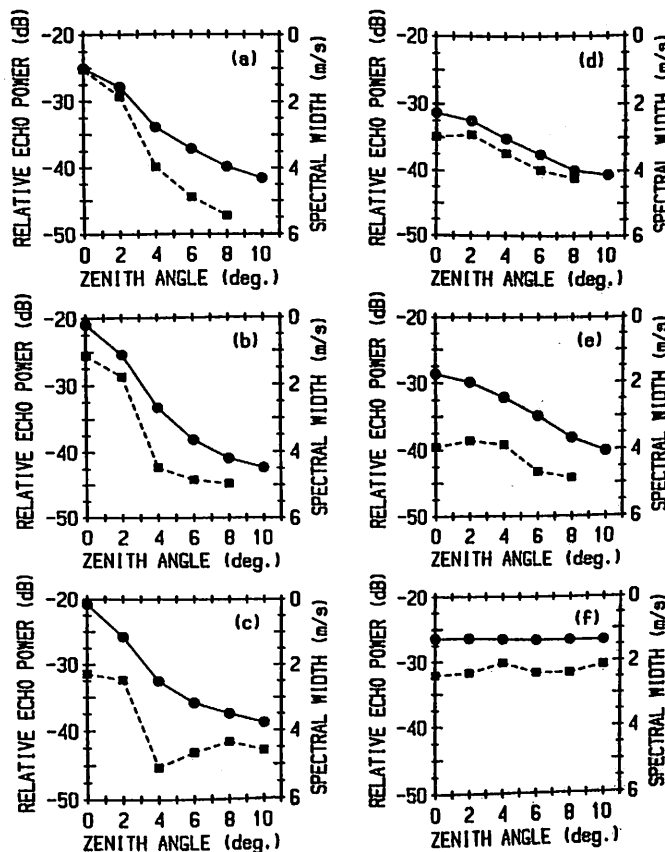 RELATIVE ECHO POWER (dB)
-20
-30
-40
-50
(a)
0
2
4
6
SPECTRAL WIDTH (m/s)
0 2 4 6 8 10
ZENITH ANGLE (deg.)
RELATIVE ECHO POWER (dB)
-20
-30
-40
-50
(d)
0
2
4
6
SPECTRAL WIDTH (m/s)
0 2 4 6 8 10
ZENITH ANGLE (deg.)
RELATIVE ECHO POWER (dB)
-20
-30
-40
-50
(b)
0
2
4
6
SPECTRAL WIDTH (m/s)
0 2 4 6 8 10
ZENITH ANGLE (deg.)
RELATIVE ECHO POWER (dB)
-20
-30
-40
-50
(e)
0
2
4
6
SPECTRAL WIDTH (m/s)
0 2 4 6 8 10
ZENITH ANGLE (deg.)
RELATIVE ECHO POWER (dB)
-20
-30
-40
-50
(c)
0
2
4
6
SPECTRAL WIDTH (m/s)
0 2 4 6 8 10
ZENITH ANGLE (deg.)
RELATIVE ECHO POWER (dB)
-20
-30
-40
-50
(f)
0
2
4
6
SPECTRAL WIDTH (m/s)
0 2 4 6 8 10
ZENITH ANGLE (deg.)